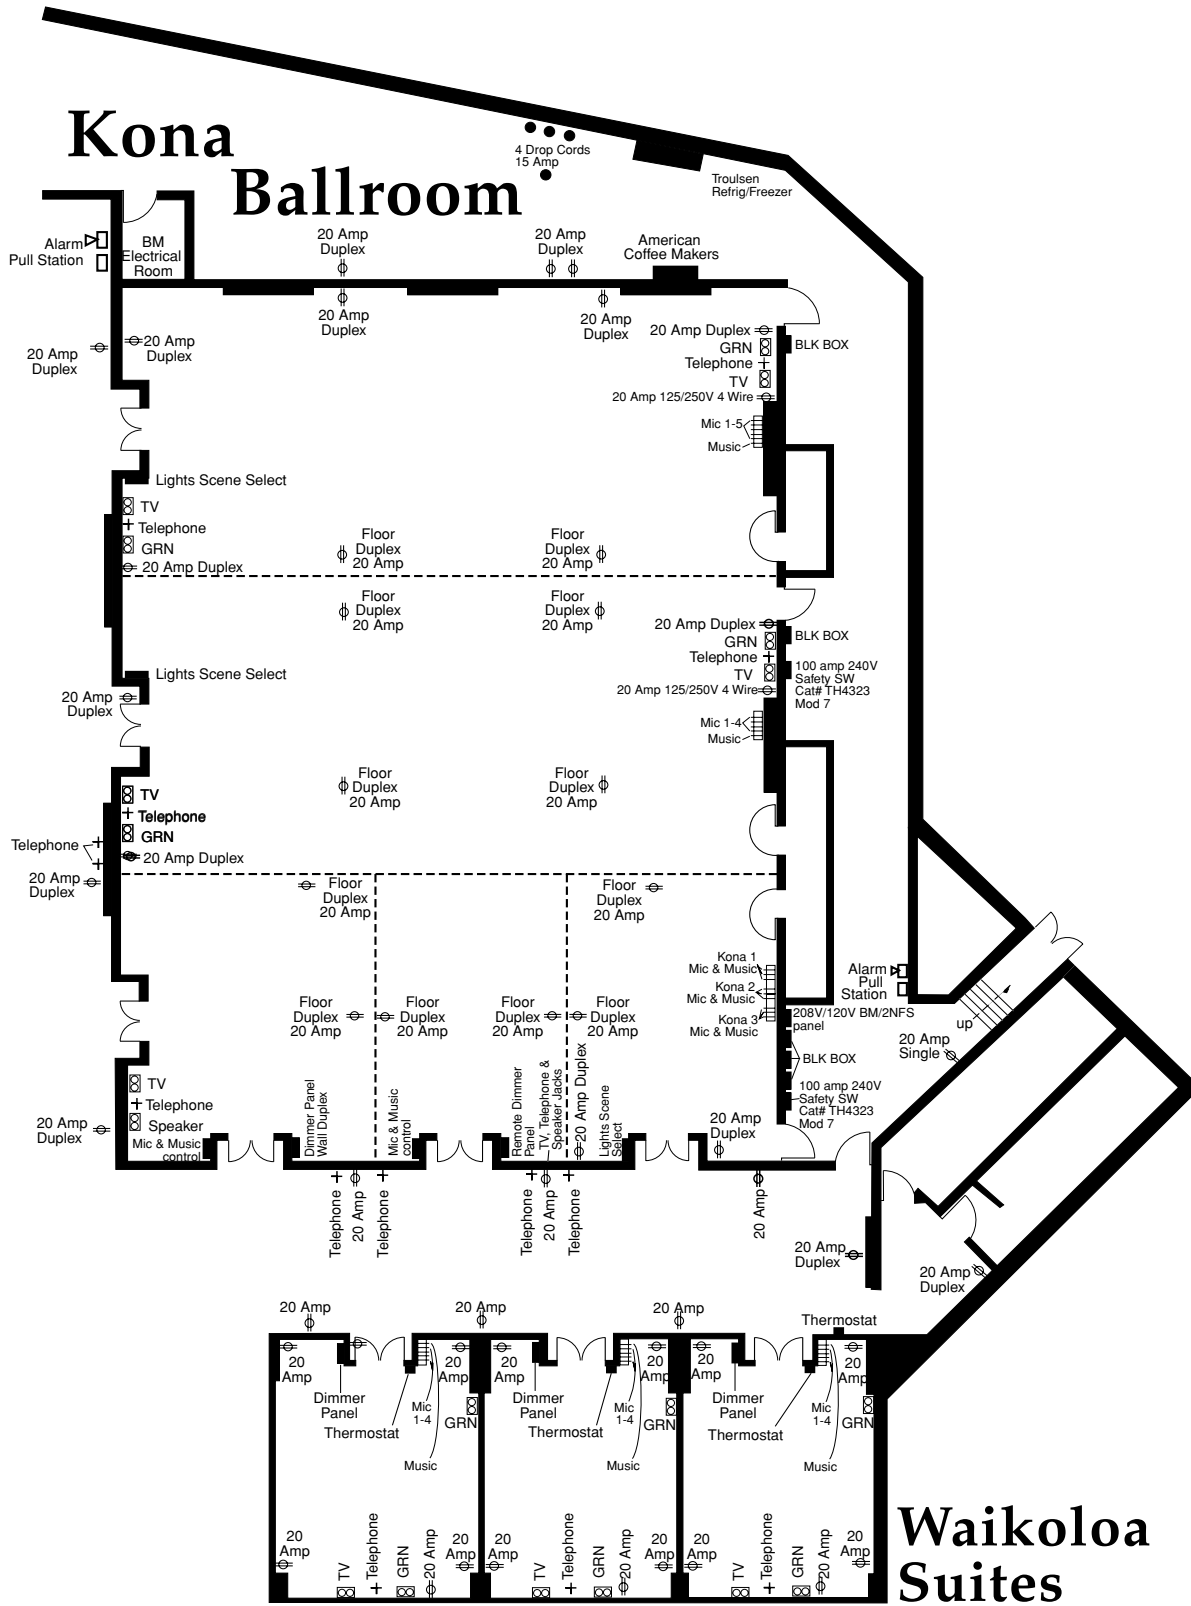 Kona
Ballroom
4 Drop Cords
15 Amp
Troulsen
Refrig/Freezer
Alarm
Pull Station
BM
Electrical
Room
20 Amp
Duplex
20 Amp
Duplex
American
Coffee Makers
20 Amp
Duplex
20 Amp
Duplex
20 Amp
Duplex
20 Amp
Duplex
20 Amp Duplex
GRN
Telephone
TV
20 Amp 125/250V 4 Wire
BLK BOX
Mic 1-5
Music
Lights Scene Select
TV
Telephone
GRN
20 Amp Duplex
Floor
Duplex
20 Amp
Floor
Duplex
20 Amp
Floor
Duplex
20 Amp
Floor
Duplex
20 Amp
20 Amp Duplex
GRN
Telephone
TV
20 Amp 125/250V 4 Wire
BLK BOX
100 amp 240V
Safety SW
Cat# TH4323
Mod 7
Lights Scene Select
20 Amp
Duplex
Mic 1-4
Music
TV
Telephone
GRN
20 Amp Duplex
Telephone
20 Amp
Duplex
Floor
Duplex
20 Amp
Floor
Duplex
20 Amp
Floor
Duplex
20 Amp
Floor
Duplex
20 Amp
Kona 1
Mic & Music
Kona 2
Mic & Music
Kona 3
Mic & Music
Alarm
Pull
Station
up
20 Amp
Single
Floor
Duplex
20 Amp
Floor
Duplex
20 Amp
Floor
Duplex
20 Amp
Floor
Duplex
20 Amp
208V/120V BM/2NFS
panel
BLK BOX
100 amp 240V
Safety SW
Cat# TH4323
Mod 7
TV
Telephone
Speaker
Mic & Music
control
20 Amp
Duplex
Dimmer Panel
Wall Duplex
Mic & Music
control
Remote Dimmer
Panel
TV, Telephone &
Speaker Jacks
20 Amp Duplex
Lights Scene
Select
20 Amp
Duplex
Telephone
20 Amp
Telephone
Telephone
20 Amp
Telephone
20 Amp
20 Amp
Duplex
20 Amp
Duplex
20 Amp
20 Amp
20 Amp
Thermostat
20
Amp
Dimmer
Panel
Thermostat
20
Amp
Mic
1-4
GRN
Music
20
Amp
Dimmer
Panel
Thermostat
20
Amp
Mic
1-4
GRN
Music
20
Amp
Dimmer
Panel
Thermostat
20
Amp
Mic
1-4
GRN
Music
20
Amp
TV
Telephone
GRN
20 Amp
20
Amp
20
Amp
TV
Telephone
GRN
20 Amp
20
Amp
20
Amp
TV
Telephone
GRN
20 Amp
20
Amp
Waikoloa
Suites